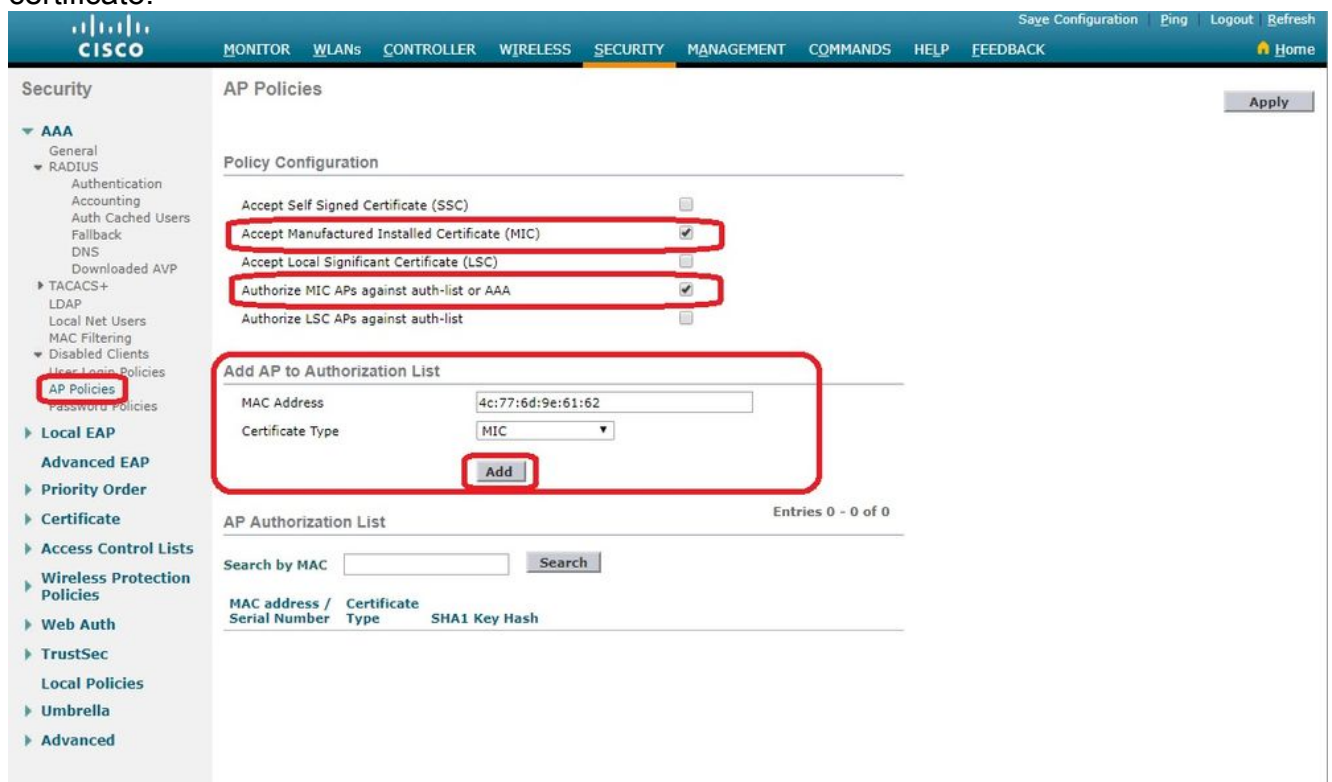 certificato.
Save Configuration Ping Logout Refresh
CISCO MONITOR WLANs CONTROLLER WIRELESS SECURITY MANAGEMENT COMMANDS HELP FEEDBACK Home
Security
AAA
General
RADIUS
Authentication
Accounting
Auth Cached Users
Fallback
DNS
Downloaded AVP
TACACS+
LDAP
Local Net Users
MAC Filtering
Disabled Clients
User Login Policies
AP Policies
Password Policies
Local EAP
Advanced EAP
Priority Order
Certificate
Access Control Lists
Wireless Protection
Policies
Web Auth
TrustSec
Local Policies
Umbrella
Advanced
AP Policies
Apply
Policy Configuration
Accept Self Signed Certificate (SSC)
Accept Manufactured Installed Certificate (MIC)
Accept Local Significant Certificate (LSC)
Authorize MIC APs against auth-list or AAA
Authorize LSC APs against auth-list
Add AP to Authorization List
MAC Address 4c:77:6d:9e:61:62
Certificate Type MIC
Add
AP Authorization List Entries 0 - 0 of 0
Search by MAC Search
MAC address / Certificate
Serial Number Type SHA1 Key Hash